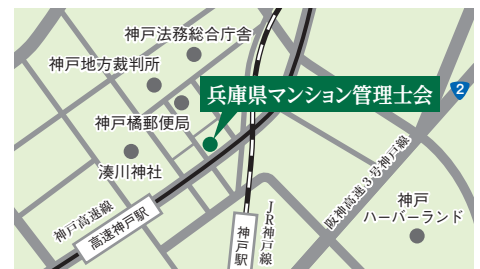 神戸法務総合庁舎
神戸地方裁判所
兵庫県マンション管理士会
2
神戸橘郵便局
湊川神社
阪神高速3号神戸線
神戸
ハーバーランド
神戸高速線
高速神戸駅
神戸駅
JR神戸線